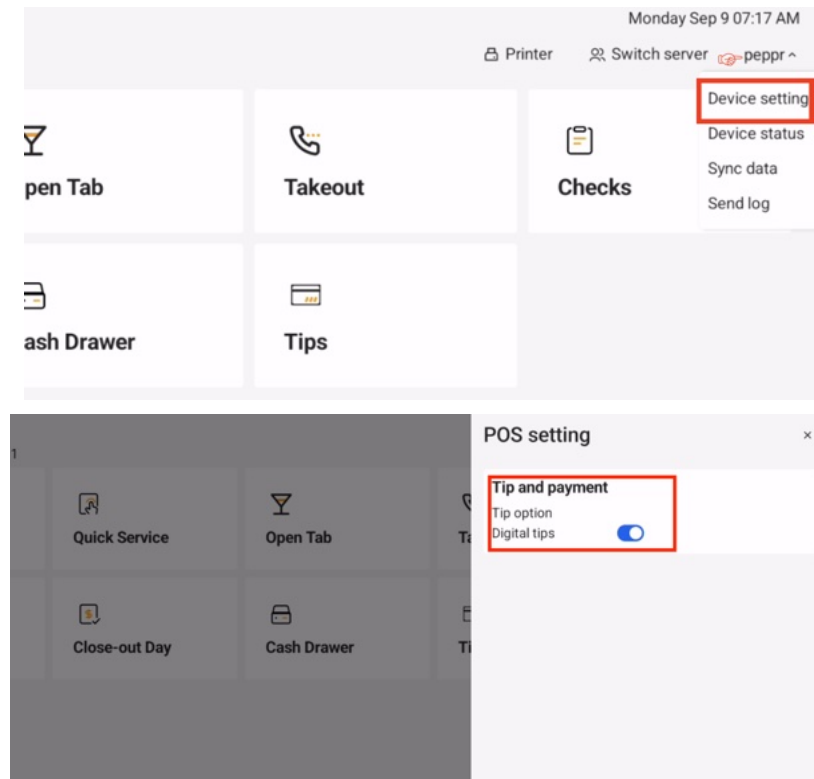 Monday Sep 9 07:17 AM
Printer Switch server peppr
Device setting
Device status
Sync data
Send log
pen Tab Takeout Checks
ash Drawer Tips
POS setting
1
Tip and payment
Tip option
Digital tips
Quick Service Open Tab Ta
Close-out Day Cash Drawer Ti